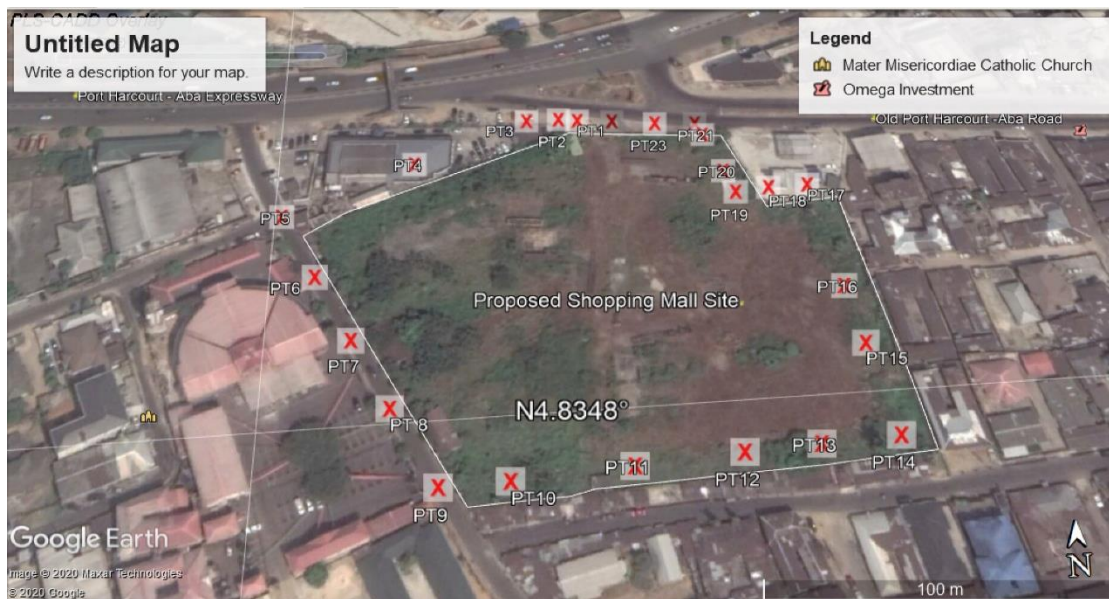 PLS-CADD Overlay
Untitled Map
Write a description for your map.
Legend
Mater Misericordiae Catholic Church
Omega Investment
Port Harcourt - Aba Expressway
Old Port Harcourt -Aba Road
PT3
PT2
PT1
PT23
PT21
PT4
PT20
PT19
PT18
PT17
PT5
PT6
PT16
Proposed Shopping Mall Site
PT7
PT15
PT 8
N4.8348°
PT13
PT14
PT11
PT12
PT9
PT10
Google Earth
Image © 2020 Maxar Technologies
© 2020 Google
100 m
N